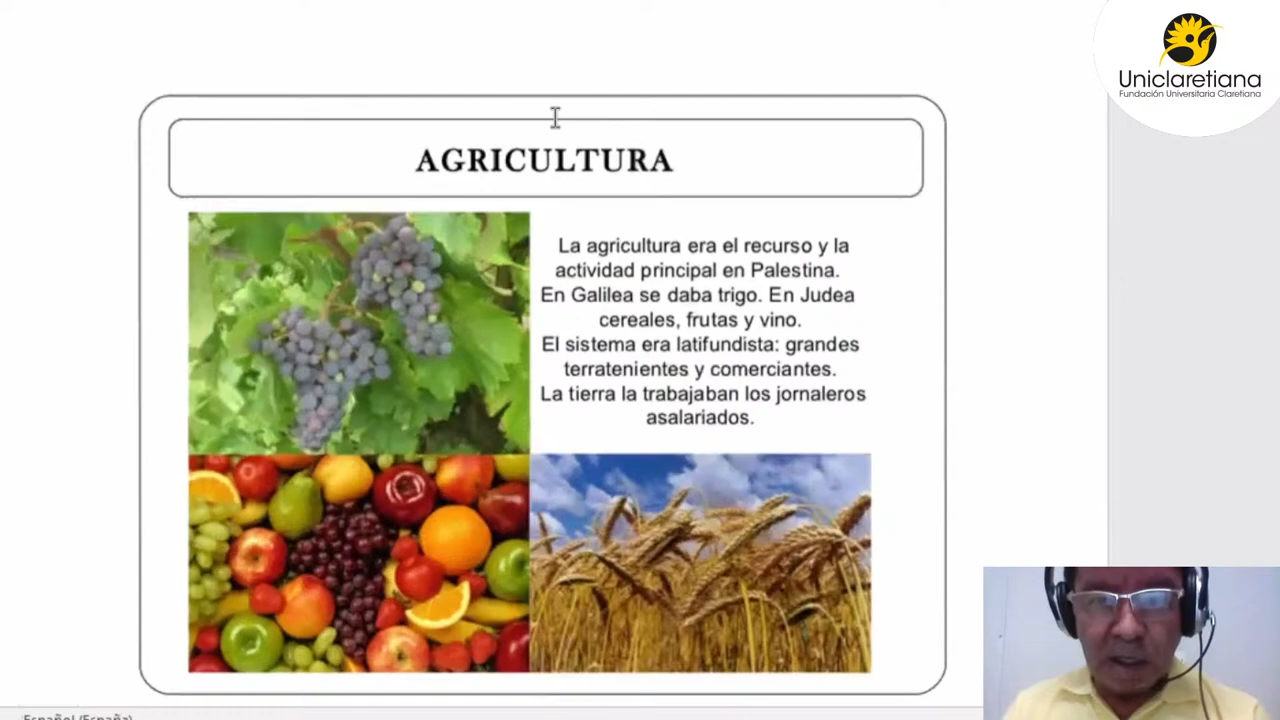 Uniclaretiana
Fundación Universitaria Claretiana
AGRICULTURA
La agricultura era el recurso y la
actividad principal en Palestina.
En Galilea se daba trigo. En Judea
cereales, frutas y vino.
El sistema era latifundista: grandes
terratenientes y comerciantes.
La tierra la trabajaban los jornaleros
asalariados.
Español (España)